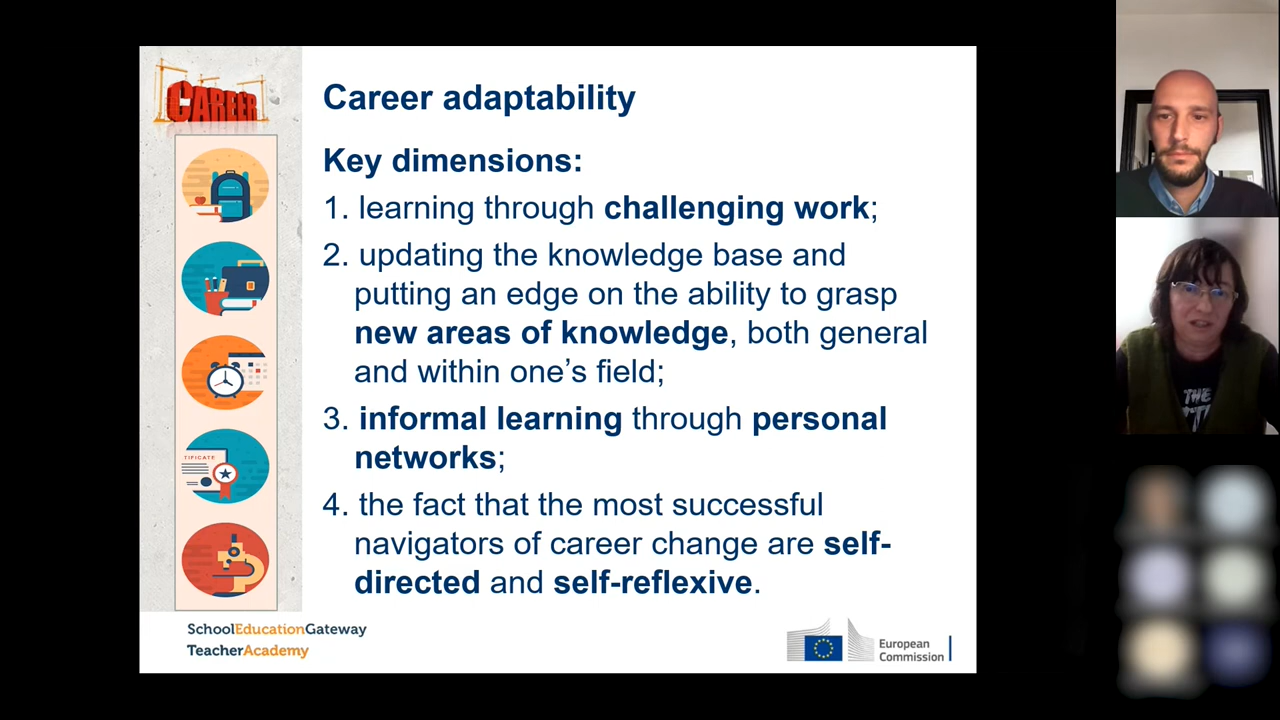 CAREER
Career adaptability
Key dimensions:
1. learning through challenging work;
2. updating the knowledge base and
putting an edge on the ability to grasp
new areas of knowledge, both general
and within one’s field;
3. informal learning through personal
networks;
4. the fact that the most successful
navigators of career change are self-
directed and self-reflexive.
TIFICATE
SchoolEducationGateway
TeacherAcademy
European
Commission
THE